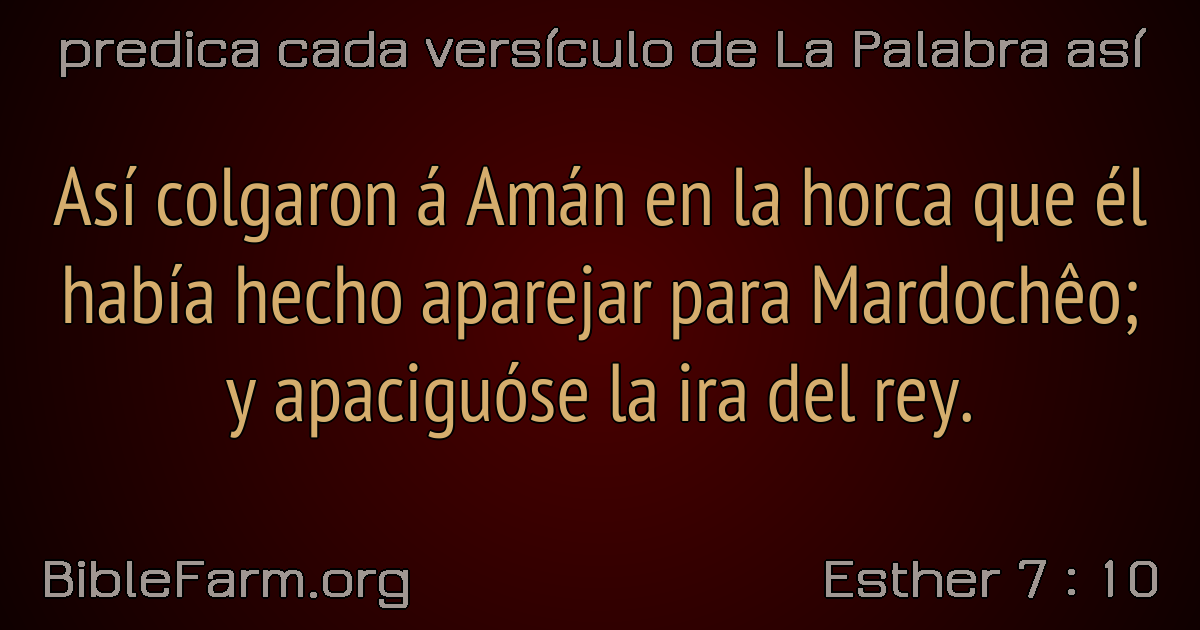 predica cada versículo de La Palabra así
Así colgaron á Amán en la horca que él
había hecho aparejar para Mardochêo;
y apaciguóse la ira del rey.
BibleFarm.org
Esther 7 : 10